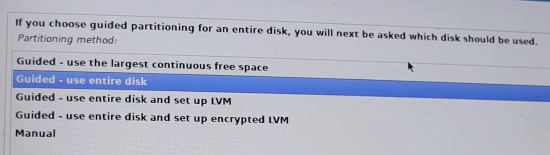 If you choose guided partitioning for an entire disk, you will next be asked which disk should be used.
Partitioning method:
Guided - use the largest continuous free space
Guided - use entire disk
Guided - use entire disk and set up LVM
Guided - use entire disk and set up encrypted LVM
Manual